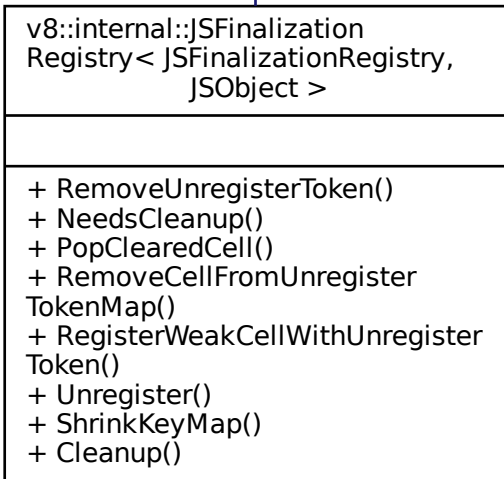 v8::internal::JSFinalization
Registry< JSFinalizationRegistry,
JSObject >
+ RemoveUnregisterToken()
+ NeedsCleanup()
+ PopClearedCell()
+ RemoveCellFromUnregister
TokenMap()
+ RegisterWeakCellWithUnregister
Token()
+ Unregister()
+ ShrinkKeyMap()
+ Cleanup()